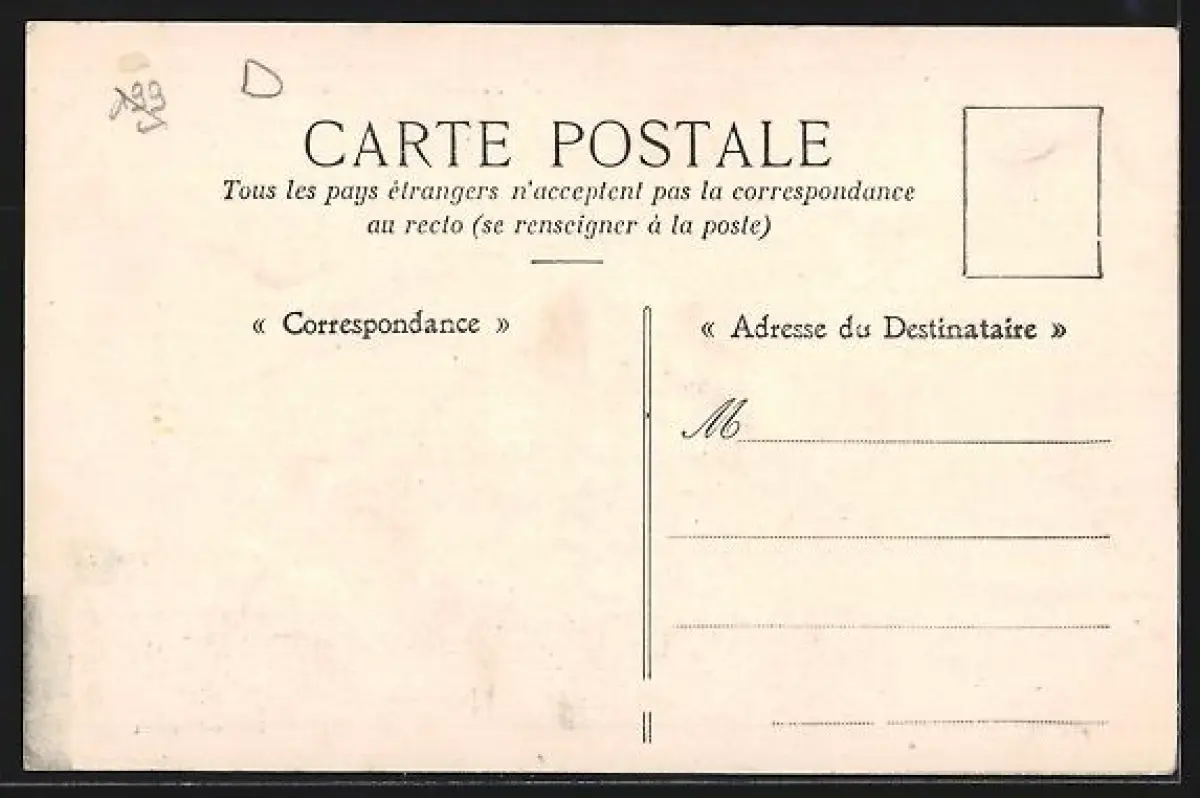 D
CARTE POSTALE
Tous les pays étrangers n'acceptent pas la correspondance
au recto (se renseigner à la poste)
« Correspondance »
« Adresse du Destinataire »
M